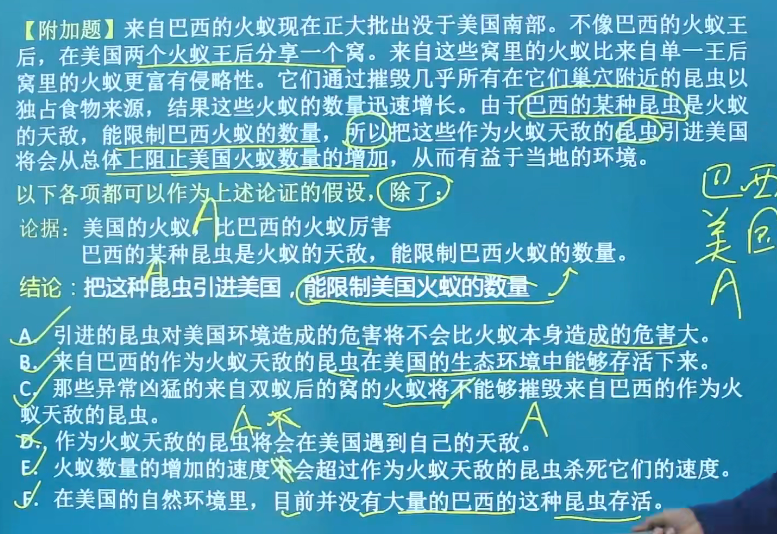 【附加题】来自巴西的火蚁现在正大批出没于美国南部。不像巴西的火蚁王
后，在美国两个火蚁王后分享一个窝。来自这些窝里的火蚁比来自单一王后
窝里的火蚁更富有侵略性。它们通过摧毁几乎所有在它们巢穴附近的昆虫以
独占食物来源，结果这些火蚁的数量迅速增长。由于巴西的某种昆虫是火蚁
的天敌，能限制巴西火蚁的数量，所以把这些作为火蚁天敌的昆虫引进美国
将会从总体上阻止美国火蚁数量的增加，从而有益于当地的环境。
以下各项都可以作为上述论证的假设，除了：
论据：美国的火蚁A比巴西的火蚁厉害
巴西的某种昆虫是火蚁的天敌，能限制巴西火蚁的数量。
A
结论：把这种昆虫引进美国，能限制美国火蚁的数量
巴西
美国
A
A．引进的昆虫对美国环境造成的危害将不会比火蚁本身造成的危害大。
B．来自巴西的作为火蚁天敌的昆虫在美国的生态环境中能够存活下来。
C．那些异常凶猛的来自双蚁后的窝的火蚁将不能够摧毁来自巴西的作为火
蚁天敌的昆虫。
A 不 A
D．作为火蚁天敌的昆虫将会在美国遇到自己的天敌。
E．火蚁数量的增加的速度不会超过作为火蚁天敌的昆虫杀死它们的速度。
F．在美国的自然环境里，目前并没有大量的巴西的这种昆虫存活。